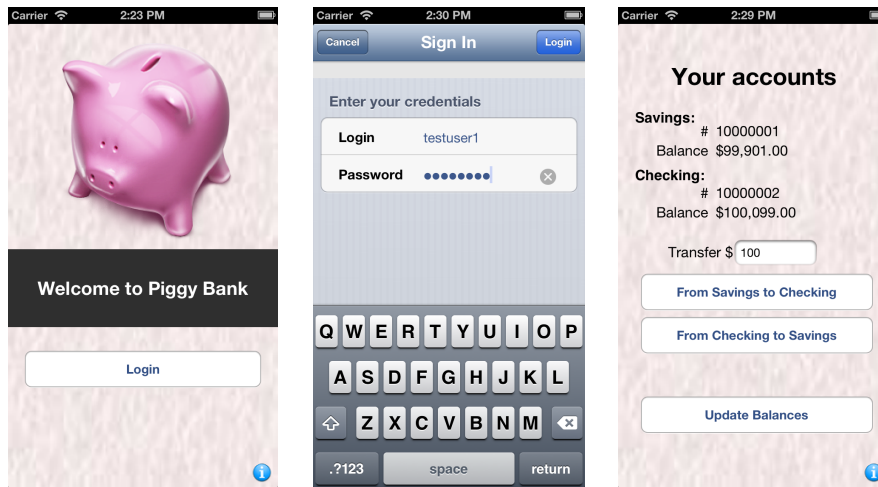 Carrier 2:23 PM
Welcome to Piggy Bank
Login
i
Carrier 2:30 PM
Cancel Sign In Login
Enter your credentials
Login testuser1
Password ••••••••
Q W E R T Y U I O P
A S D F G H J K L
Z X C V B N M
.?123 space return
Carrier 2:29 PM
Your accounts
Savings:
# 10000001
Balance $99,901.00
Checking:
# 10000002
Balance $100,099.00
Transfer $ 100
From Savings to Checking
From Checking to Savings
Update Balances
i